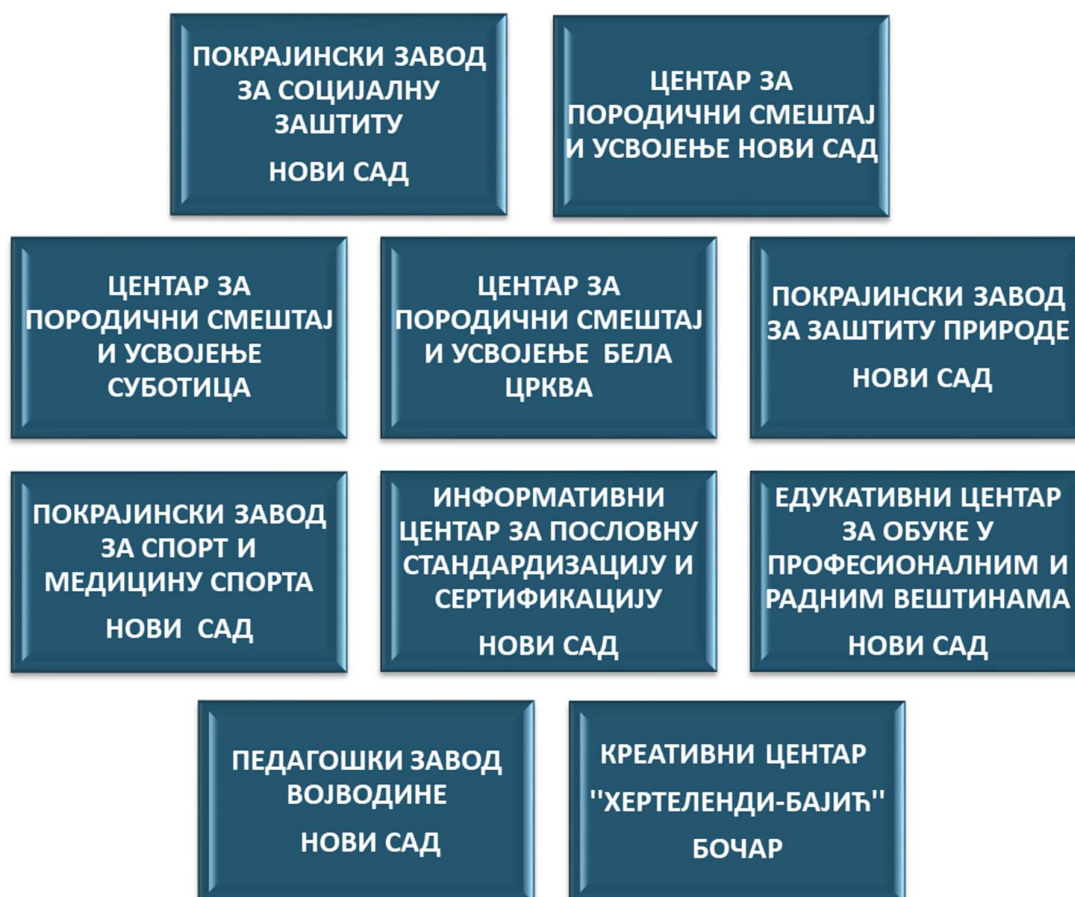 ПОКРАЈИНСКИ ЗАВОД
ЗА СОЦИЈАЛНУ
ЗАШТИТУ
НОВИ САД
ЦЕНТАР ЗА
ПОРОДИЧНИ СМЕШТАЈ
И УСВОЈЕЊЕ НОВИ САД
ЦЕНТАР ЗА
ПОРОДИЧНИ СМЕШТАЈ
И УСВОЈЕЊЕ
СУБОТИЦА
ЦЕНТАР ЗА
ПОРОДИЧНИ СМЕШТАЈ
И УСВОЈЕЊЕ БЕЛА
ЦРКВА
ПОКРАЈИНСКИ ЗАВОД
ЗА ЗАШТИТУ ПРИРОДЕ
НОВИ САД
ПОКРАЈИНСКИ ЗАВОД
ЗА СПОРТ И
МЕДИЦИНУ СПОРТА
НОВИ САД
ИНФОРМАТИВНИ
ЦЕНТАР ЗА ПОСЛОВНУ
СТАНДАРДИЗАЦИЈУ И
СЕРТИФИКАЦИЈУ
НОВИ САД
ЕДУКАТИВНИ ЦЕНТАР
ЗА ОБУКЕ У
ПРОФЕСИОНАЛНИМ И
РАДНИМ ВЕШТИНАМА
НОВИ САД
ПЕДАГОШКИ ЗАВОД
ВОЈВОДИНЕ
НОВИ САД
КРЕАТИВНИ ЦЕНТАР
"ХЕРТЕЛЕНДИ-БАЈИЋ"
БОЧАР